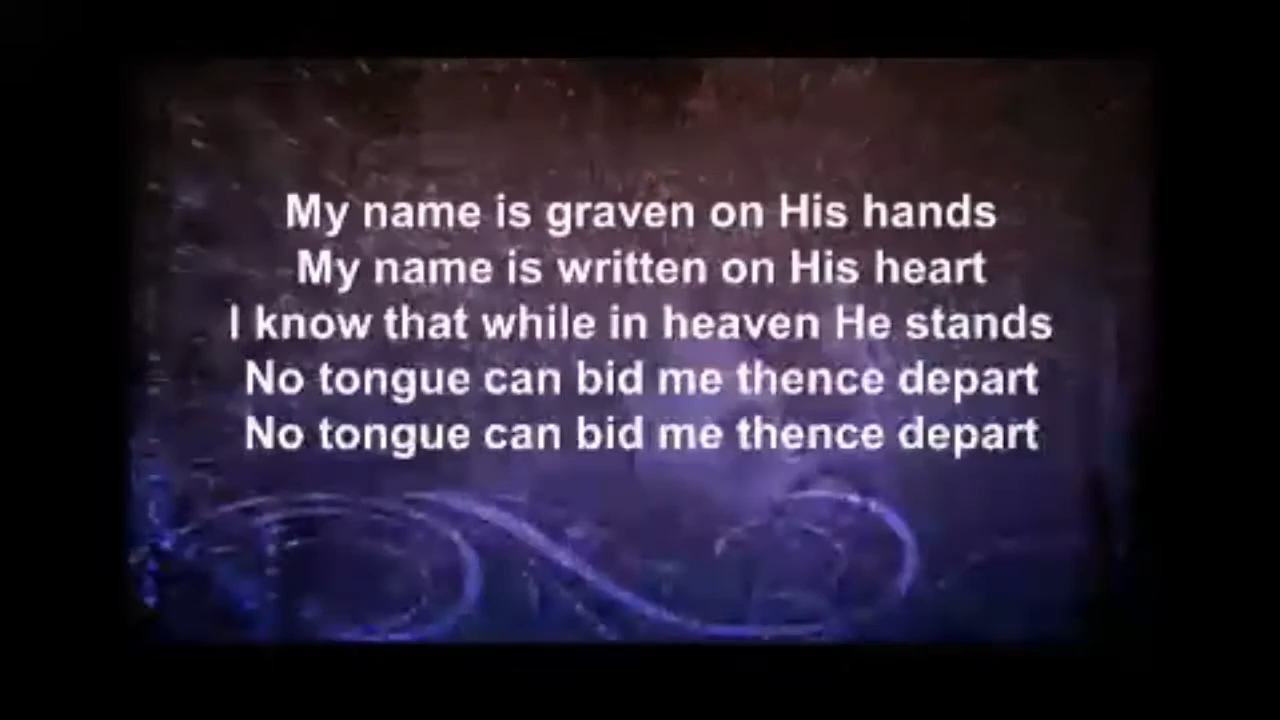 My name is graven on His hands
My name is written on His heart
I know that while in heaven He stands
No tongue can bid me thence depart
No tongue can bid me thence depart